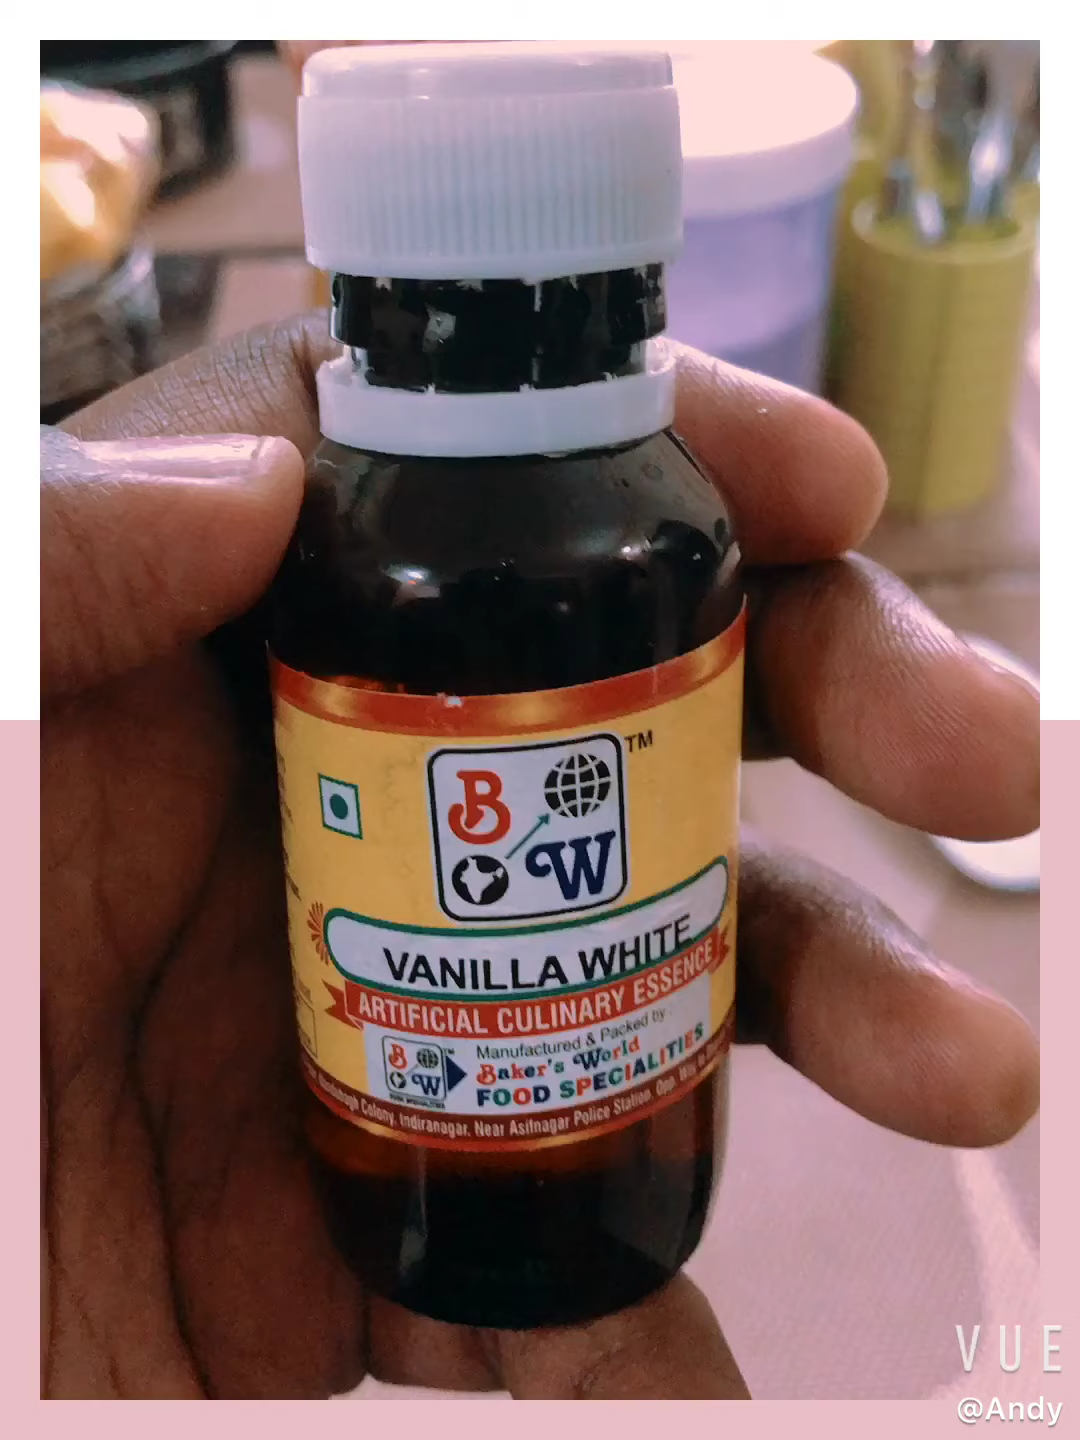 B
W
TM
VANILLA WHITE
ARTIFICIAL CULINARY ESSENCE
B
W
TM
Manufactured & Packed by :
Baker's World
FOOD SPECIALITIES
Colony, Indiranagar, Near Asifnagar Police Station, Opp.
VUE
@Andy